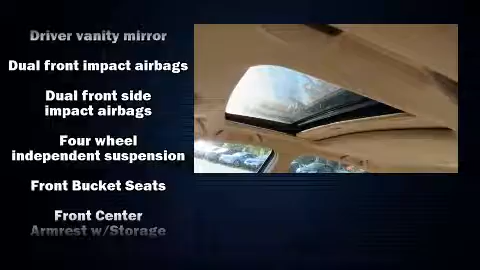 Driver vanity mirror
Dual front impact airbags
Dual front side
impact airbags
Four wheel
independent suspension
Front Bucket Seats
Front Center
Armrest w/Storage